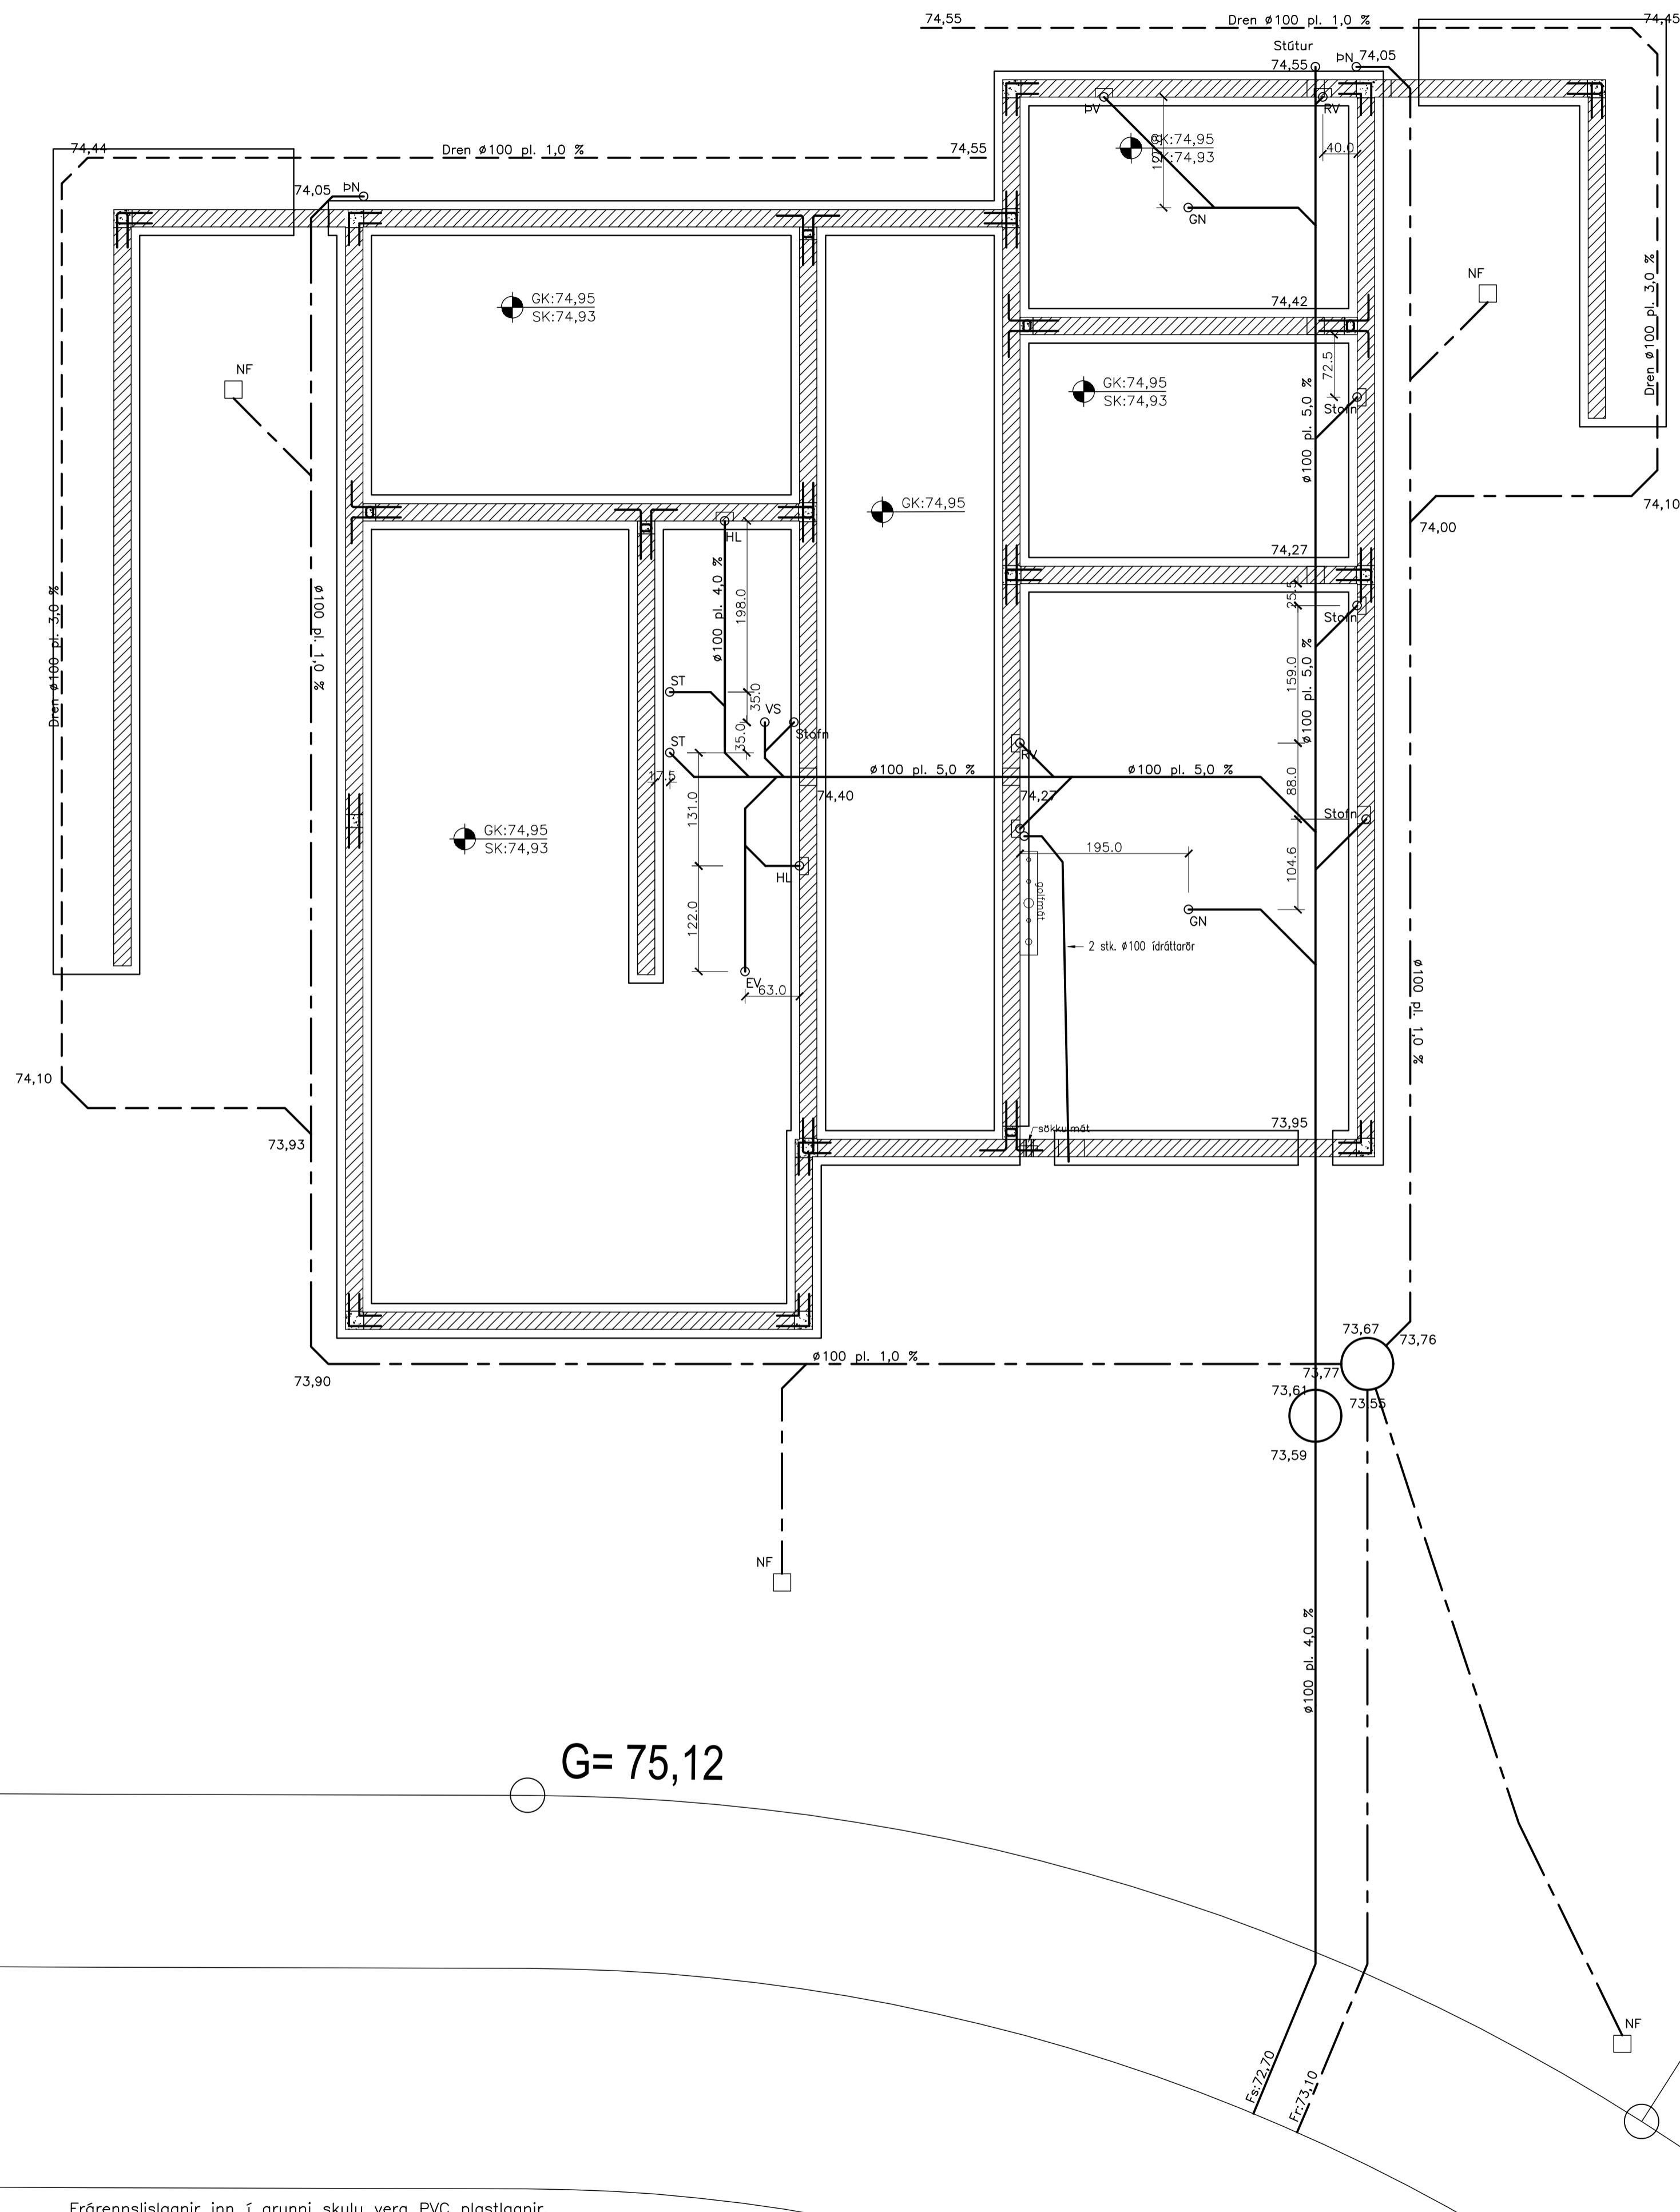 74,55
Dren ø100 pl. 1,0 %
74,45
Stútur
74,55
ÞN
74,05
ÞV
RV
GK:74,95
SK:74,93
40.0
GN
74,44
Dren ø100 pl. 1,0 %
74,55
74,05
ÞN
Dren ø100 pl. 3,0 %
NF
GK:74,95
SK:74,93
74,42
72.5
NF
GK:74,95
SK:74,93
Stofn
ø100 pl. 5,0 %
GK:74,95
74,10
74,00
HL
74,27
25.5
Stofn
Dren ø100 pl. 3,0 %
ø100 pl. 1,0 %
ø100 pl. 4,0 %
198.0
159.0
ø100 pl. 5,0 %
ST
35.0
VS
Stofn
35.0
ST
RV
17.5
ø100 pl. 5,0 %
ø100 pl. 5,0 %
88.0
74,40
74,27
131.0
Stofn
GK:74,95
SK:74,93
195.0
104.6
HL
gólfmát
GN
122.0
2 stk. ø100 ídráttarör
EV
63.0
ø100 pl. 1,0 %
74,10
73,93
73,95
sökkulmát
73,67
73,76
ø100 pl. 1,0 %
73,77
73,90
73,61
73,55
73,59
NF
ø100 pl. 4,0 %
G= 75,12
NF
Fs:72,70
Fr:73,10
Frárennslislagnir inn í grunni skulu vera PVC plastlagnir